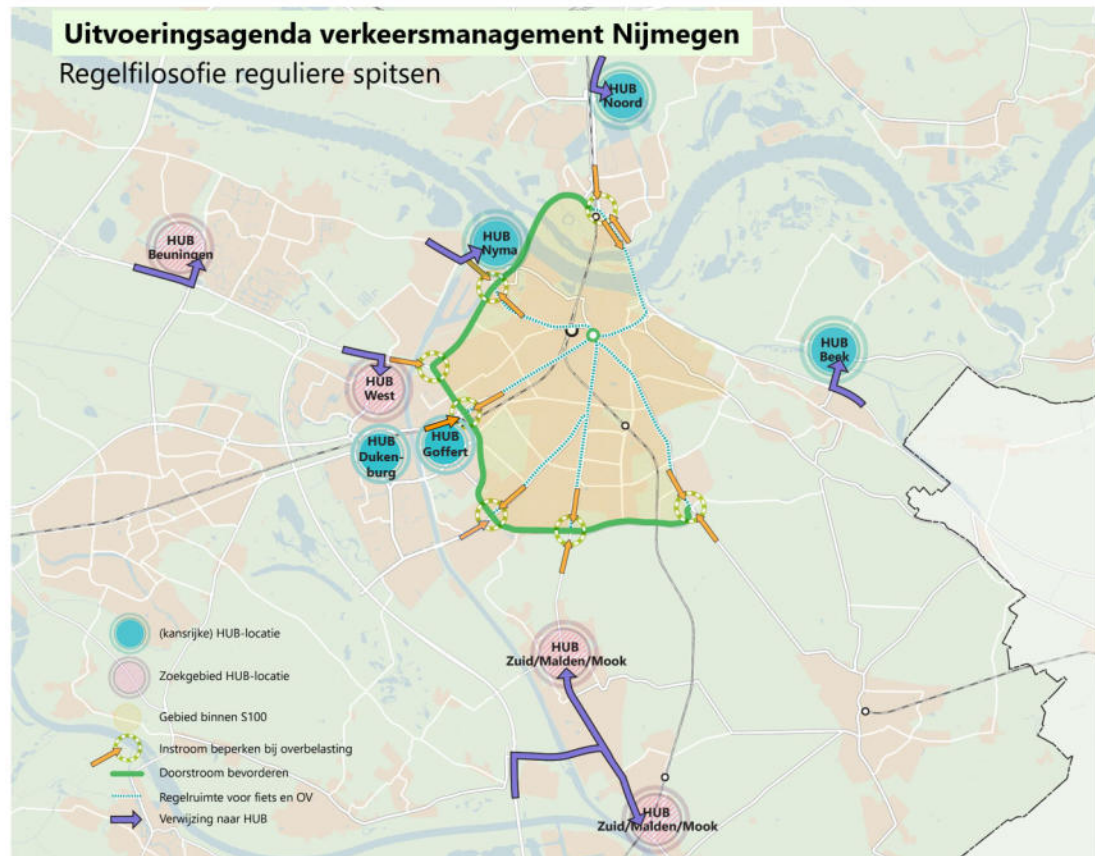 Uitvoeringsagenda verkeersmanagement Nijmegen
Regelfilosofie reguliere spitsen
HUB
Noord
HUB
Nyma
HUB
Beuningen
HUB
Beek
HUB
West
HUB
Goffert
HUB
Duken-
burg
HUB
Zuid/Malden/Mook
HUB
Zuid/Malden/Mook
(kansrijke) HUB-locatie
Zoekgebied HUB-locatie
Gebied binnen S100
Instroom beperken bij overbelasting
Doorstroom bevorderen
Regelruimte voor fiets en OV
Verwijzing naar HUB